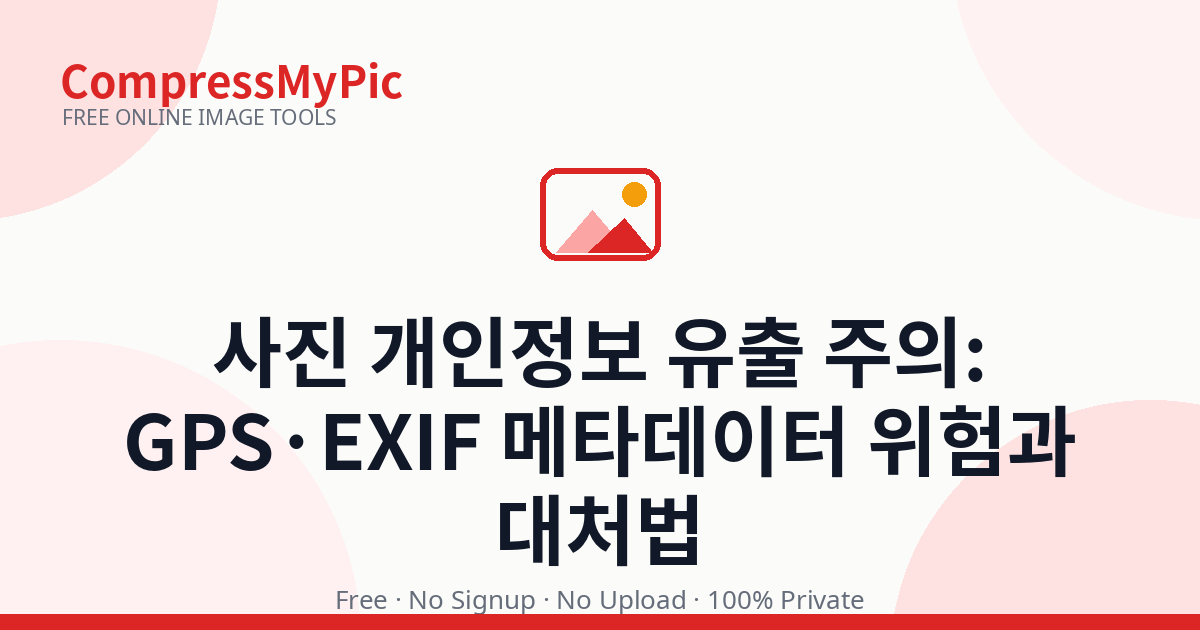 CompressMyPic
FREE ONLINE IMAGE TOOLS
사진 개인정보 유출 주의:
GPS·EXIF 메타데이터 위험과
대처법
Free · No Signup · No Upload · 100% Private